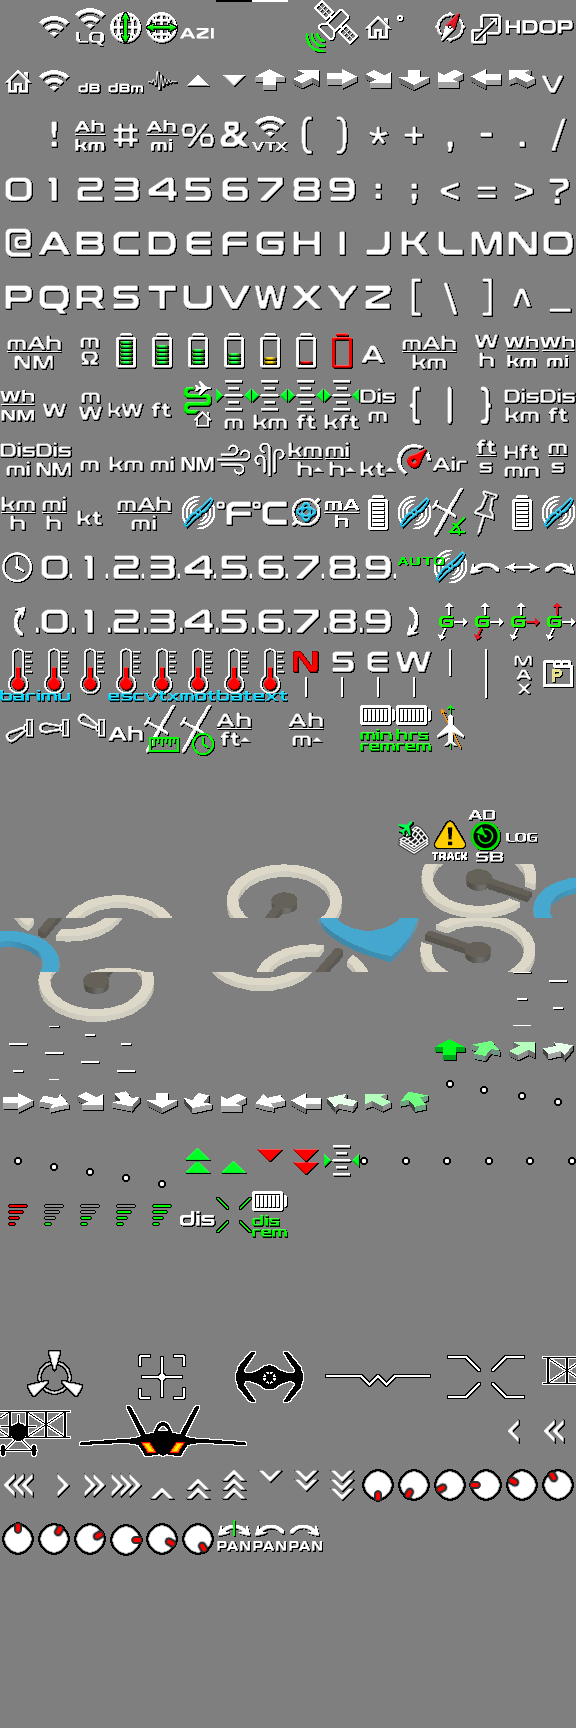 LQ AZI ° HDOP
dB dBm V
! Ah/km # Ah/mi % & VTX ( ) * + , - . /
0 1 2 3 4 5 6 7 8 9 : ; < = > ?
@ A B C D E F G H I J K L M N O
P Q R S T U V W X Y Z [ \ ] ^ _
mAh/NM mΩ A mAh/km Wh Wh/km Wh/mi
Wh/NM W mW kW ft m km ft kft Dis m { | } Dis km Dis ft
Dis mi Dis NM m km mi NM km/h mi/h kt Air ft/s Hft/mn m/s
km/h mi/h kt mAh/mi °F °C mA/h
0. 1. 2. 3. 4. 5. 6. 7. 8. 9. AUTO
.0 .1 .2 .3 .4 .5 .6 .7 .8 .9 G G G G
bar imu esc vtx mot bat ext N S E W MAX P
Ah Ah/ft Ah/m min rem hrs rem
TRACK AD SB LOG
dis dis rem
PAN PAN PAN